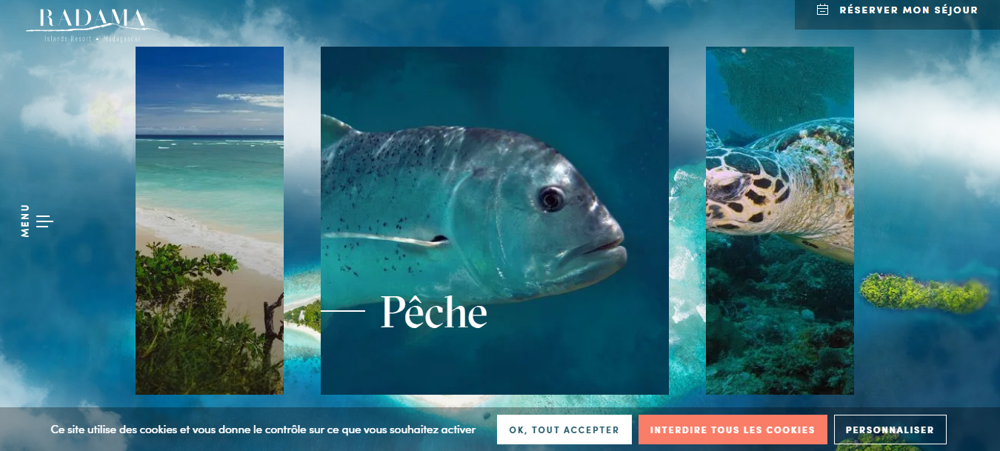 RADAMA
Islands Resort • Madagascar
RÉSERVER MON SÉJOUR
MENU
Pêche
Ce site utilise des cookies et vous donne le contrôle sur ce que vous souhaitez activer
OK, TOUT ACCEPTER
INTERDIRE TOUS LES COOKIES
PERSONNALISER